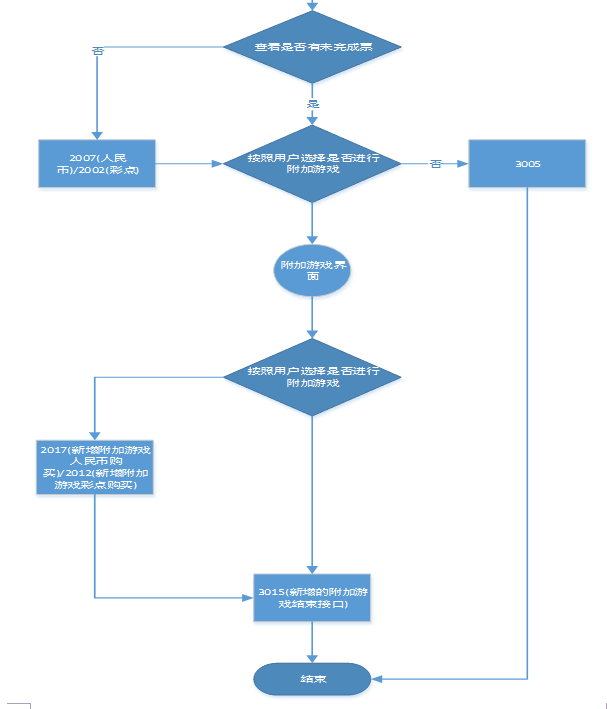 查看是否有未完成票
否
是
2007(人民
币)/2002(彩点)
按照用户选择是否进行
附加游戏
否
3005
附加游戏界
面
按照用户选择是否进行
附加游戏
2017(新增附加游戏
人民币购
买)/2012(新增附加
游戏彩点购买)
3015(新增的附加游
戏结束接口)
结束